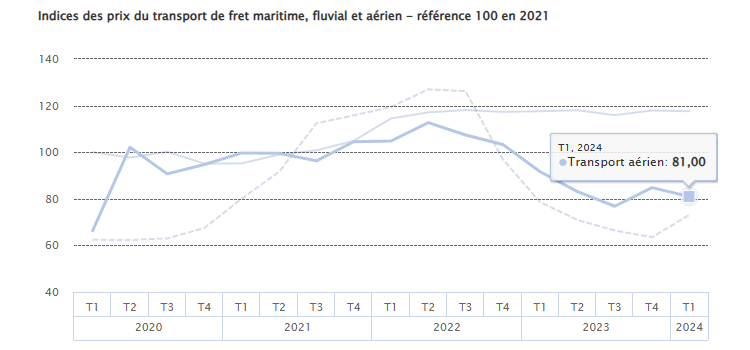 Indices des prix du transport de fret maritime, fluvial et aérien – référence 100 en 2021
140
120
100
80
60
40
T1, 2024
Transport aérien: 81,00
T1 T2 T3 T4 T1 T2 T3 T4 T1 T2 T3 T4 T1 T2 T3 T4 T1
2020 2021 2022 2023 2024